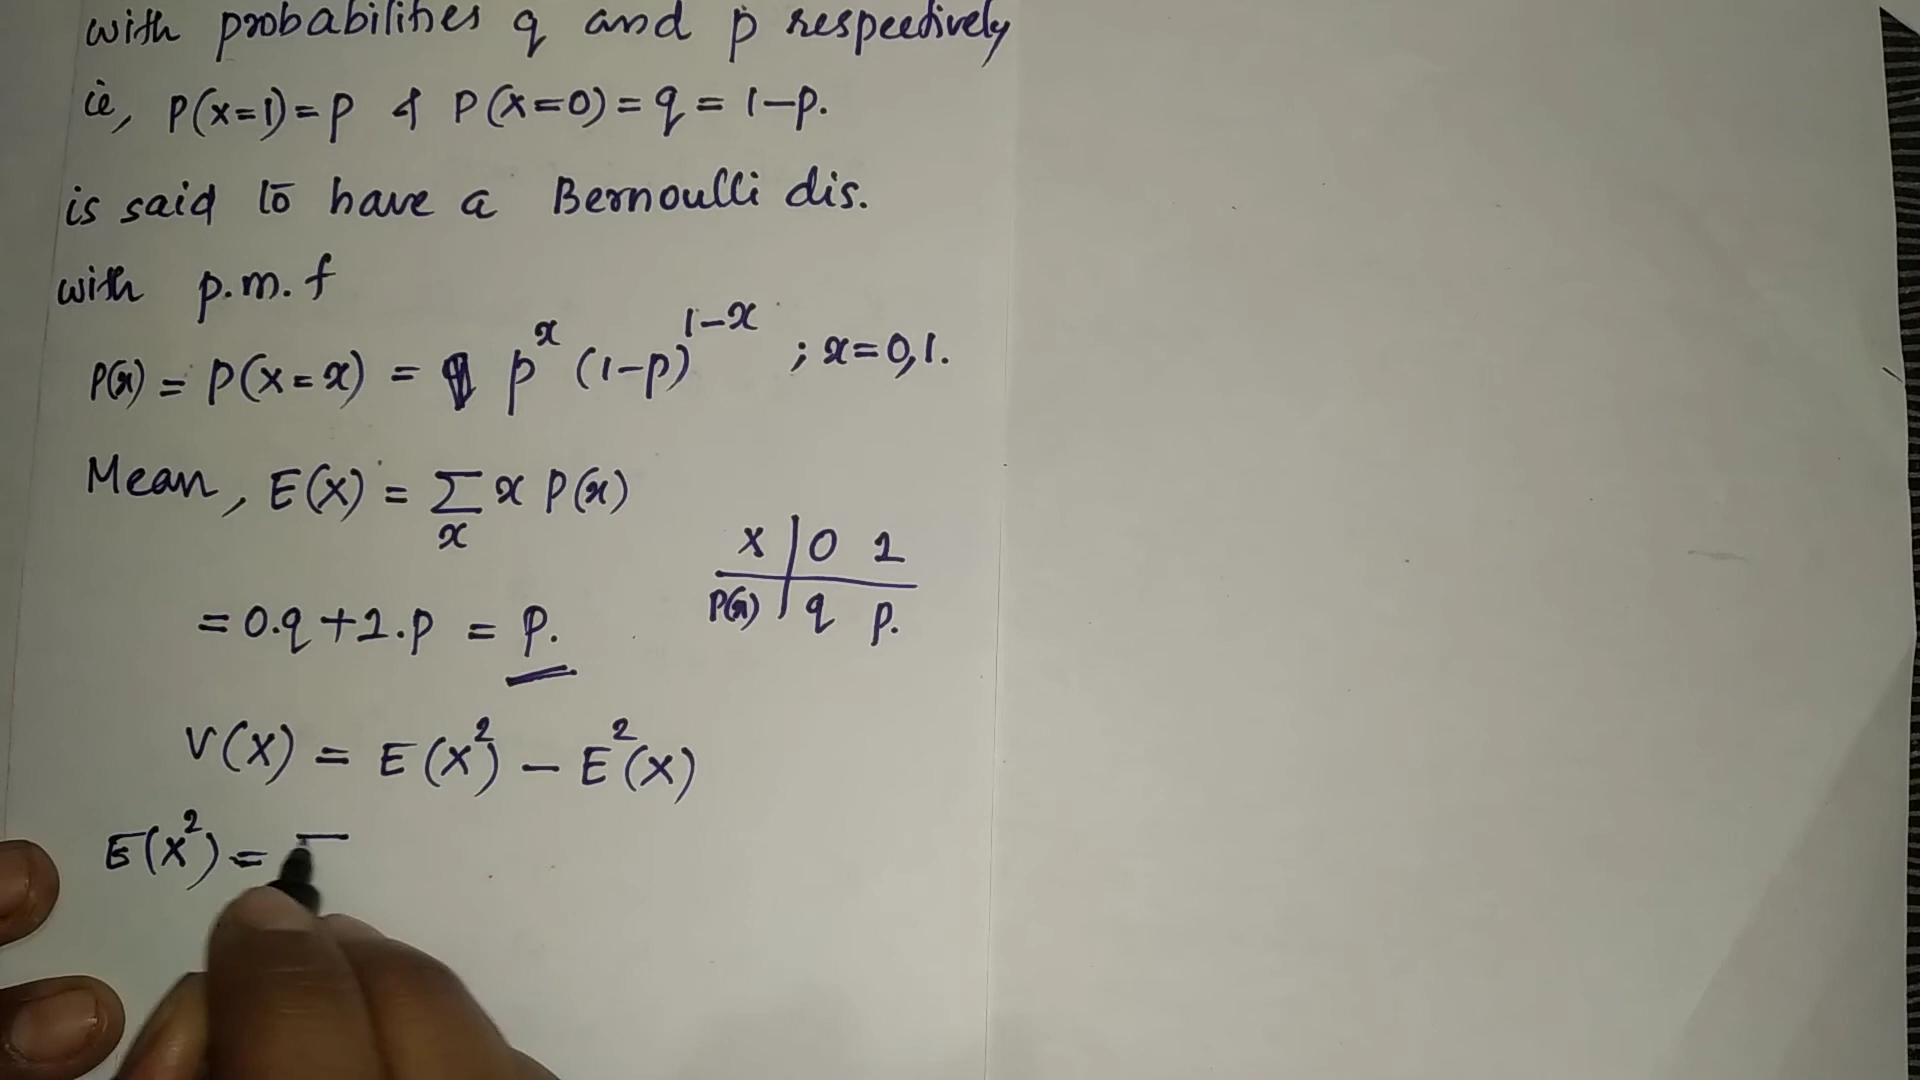 with probabilities q and p respectively
ie, P(x=1)=p & P(x=0)=q=1-p.
is said to have a Bernoulli dis.
with p.m.f
P(x) = P(X=x) = p^x (1-p)^{1-x} ; x=0,1.
Mean, E(X) = Σ_x x P(x)
X | 0 1
P(x) | q p.
= 0.q + 1.p = p.
V(X) = E(X²) - E²(X)
E(X²) =